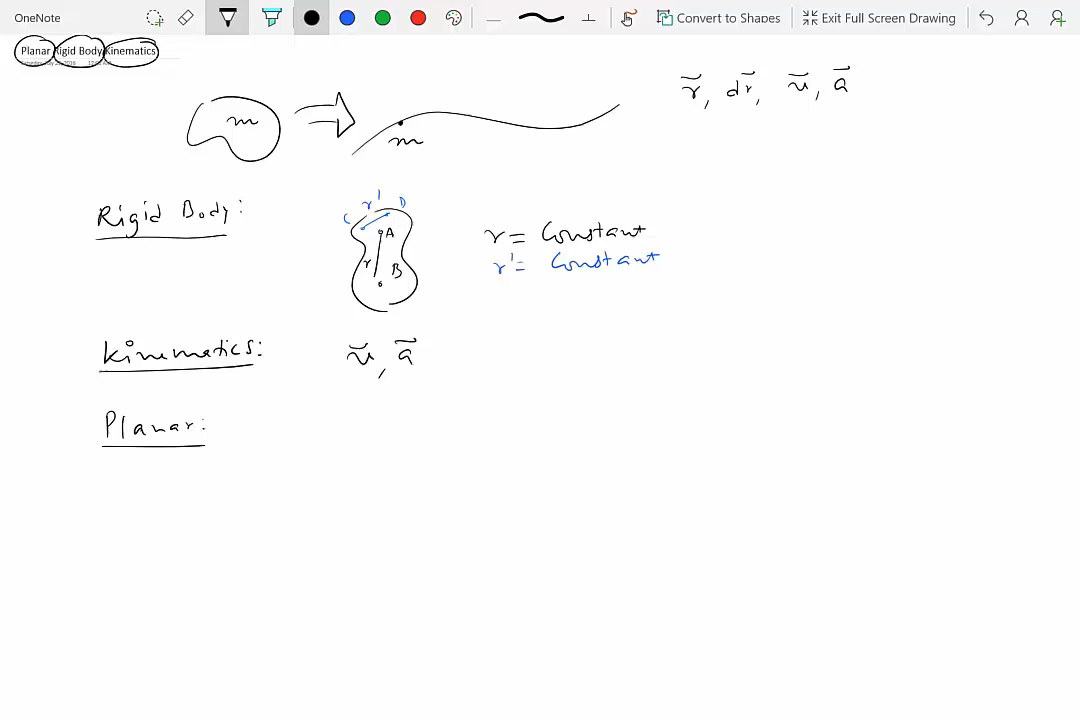 OneNote
Convert to Shapes
Exit Full Screen Drawing
Planar Rigid Body Kinematics
r, dr, v, a
m
m
Rigid Body:
C r' D
A
r B
r = Constant
r' = Constant
Kinematics:
v, a
Planar: